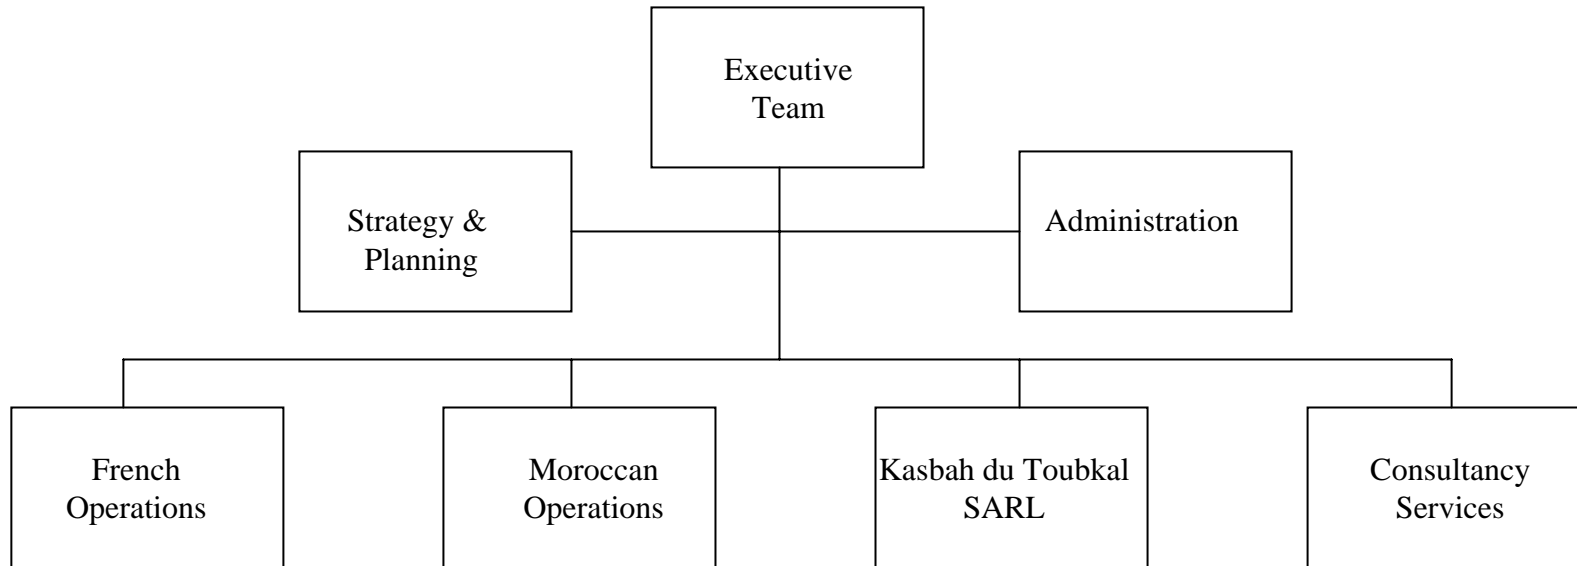 Executive
Team
Strategy &
Planning
Administration
French
Operations
Moroccan
Operations
Kasbah du Toubkal
SARL
Consultancy
Services